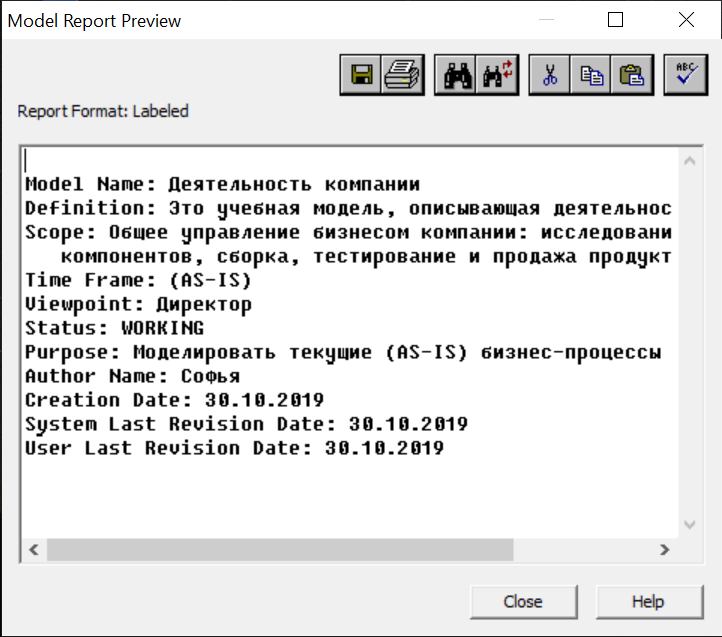 Model Report Preview
ABC
Report Format: Labeled
Model Name: Деятельность компании
Definition: Это учебная модель, описывающая деятельнос
Scope: Общее управление бизнесом компании: исследовани
компонентов, сборка, тестирование и продажа продукт
Time Frame: (AS-IS)
Viewpoint: Директор
Status: WORKING
Purpose: Моделировать текущие (AS-IS) бизнес-процессы
Author Name: Софья
Creation Date: 30.10.2019
System Last Revision Date: 30.10.2019
User Last Revision Date: 30.10.2019
Close
Help